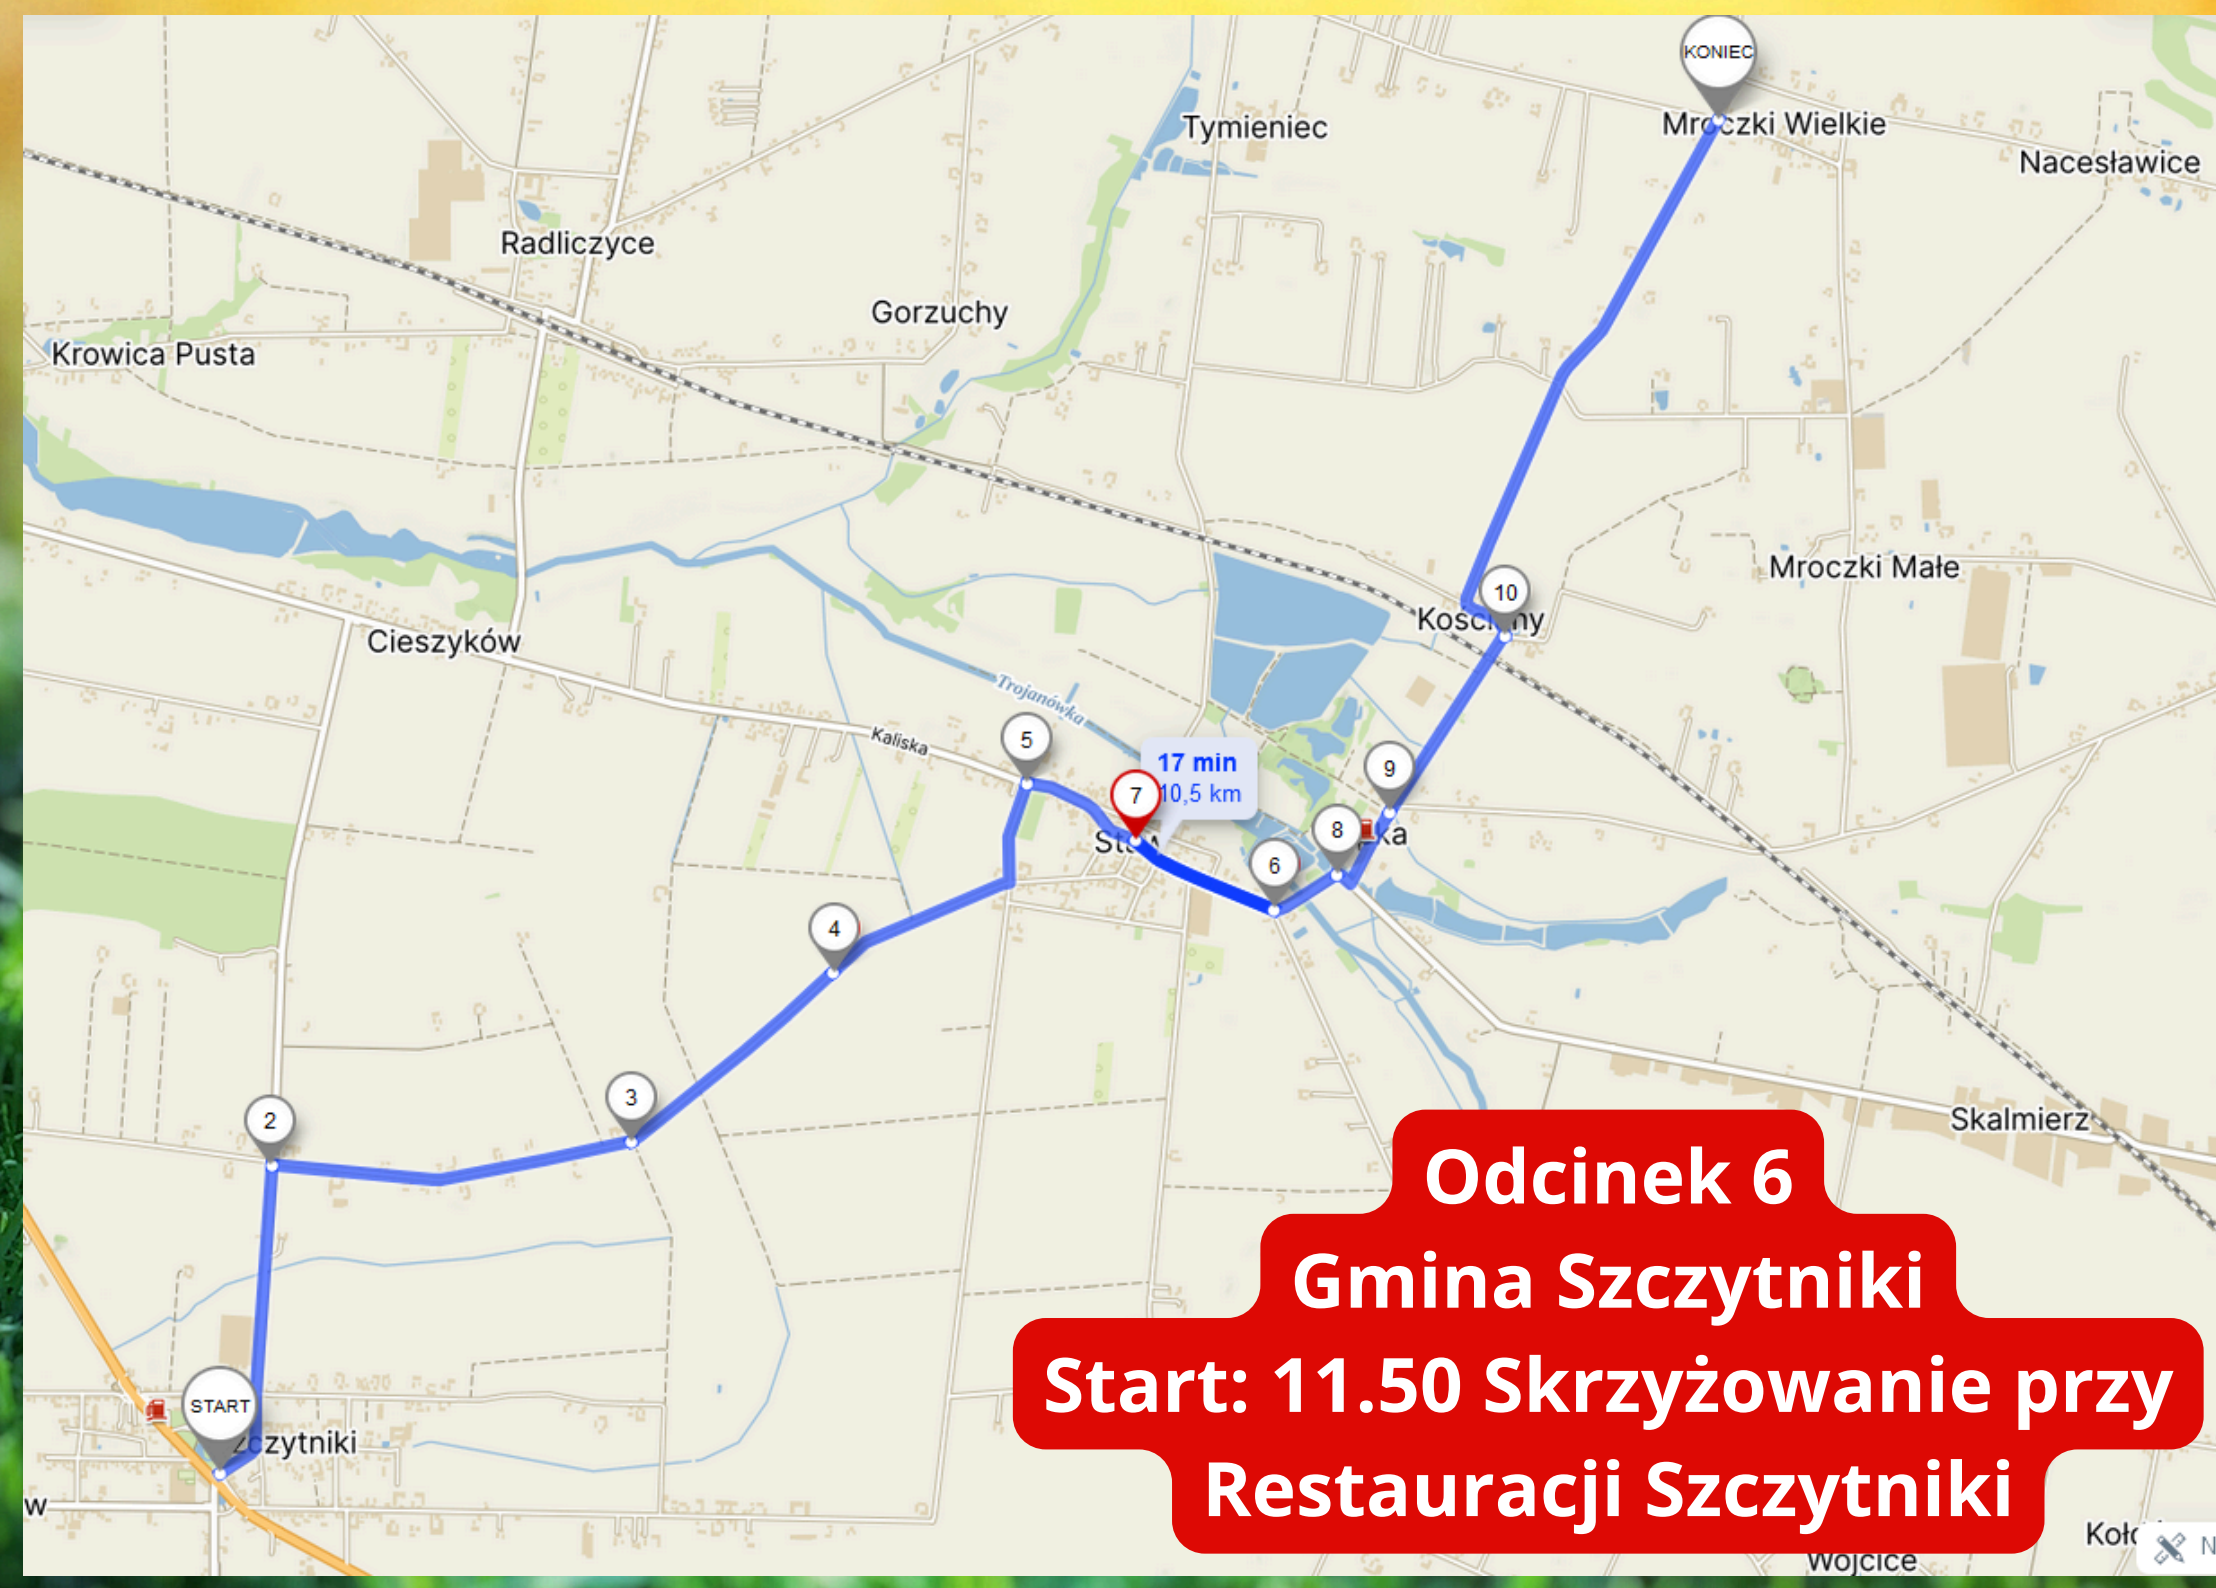 KONIEC
Tymieniec
Mroczki Wielkie
Nacesławice
Radliczyce
Gorzuchy
Krowica Pusta
10
Mroczki Małe
Cieszyków
Trojanówka
Kaliska
5
17 min
10,5 km
7
9
8
6
4
3
2
Skalmierz
START
Odcinek 6
Gmina Szczytniki
Start: 11.50 Skrzyżowanie przy
Restauracji Szczytniki
w
N
Wójcice